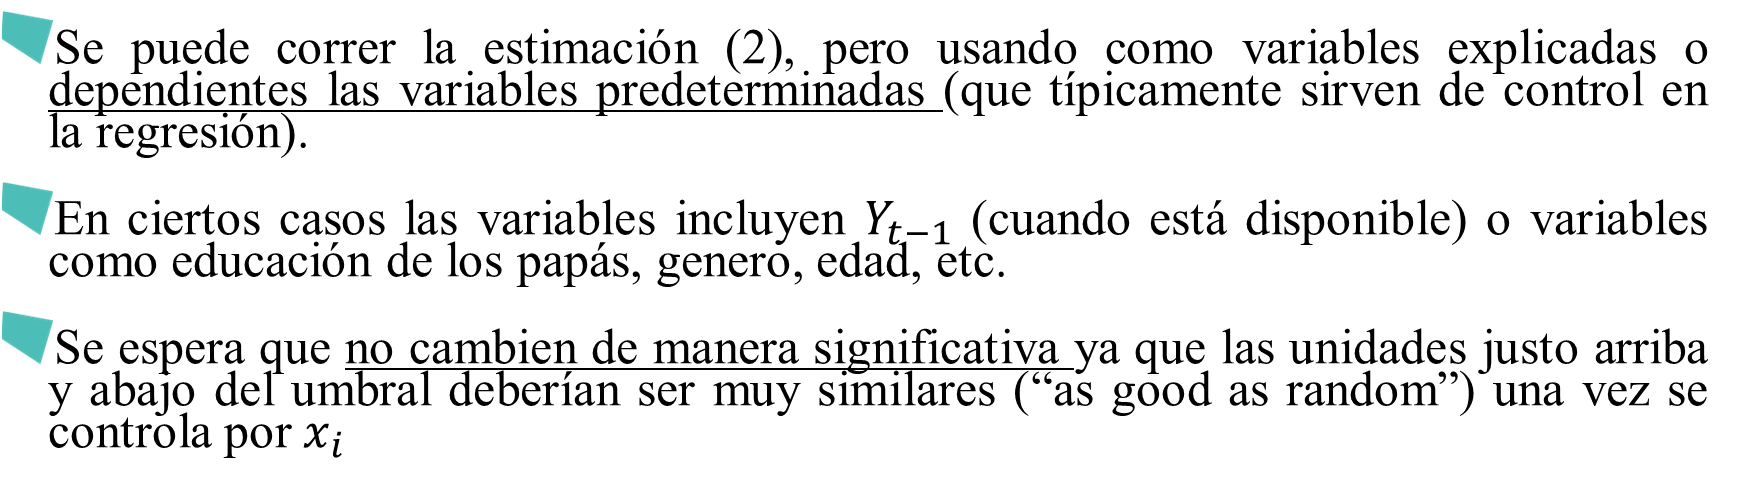 Se puede correr la estimación (2), pero usando como variables explicadas o
dependientes las variables predeterminadas (que típicamente sirven de control en
la regresión).
En ciertos casos las variables incluyen Y_{t−1} (cuando está disponible) o variables
como educación de los papás, genero, edad, etc.
Se espera que no cambien de manera significativa ya que las unidades justo arriba
y abajo del umbral deberían ser muy similares (“as good as random”) una vez se
controla por x_i